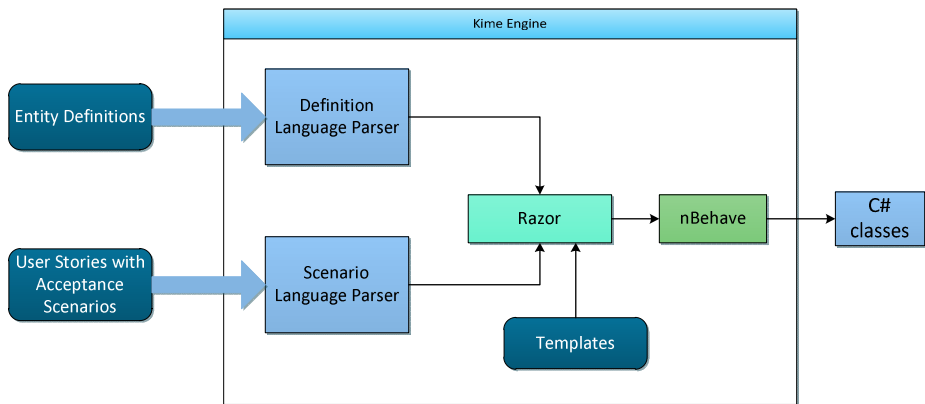 Kime Engine
Entity Definitions
Definition
Language Parser
Razor
nBehave
C#
classes
User Stories with
Acceptance
Scenarios
Scenario
Language Parser
Templates